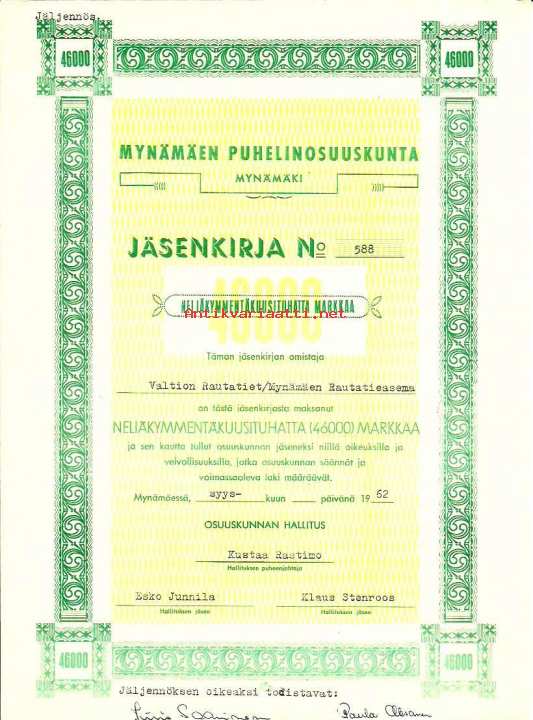 Jäljennös.
46000 46000
MYNÄMÄEN PUHELINOSUUSKUNTA
MYNÄMÄKI
JÄSENKIRJA No 588
46000
NELJÄKYMMENTÄKUUSITUHATTA MARKKAA
Antikvariaatti.net
Tämän jäsenkirjan omistaja
Valtion Rautatiet/Mynämäen Rautatieasema
on tästä jäsenkirjasta maksanut
NELJÄKYMMENTÄKUUSITUHATTA (46000) MARKKAA
ja sen kautta tullut osuuskunnan jäseneksi niillä oikeuksilla ja
velvollisuuksilla, jotka osuuskunnan säännöt ja
voimassaoleva laki määräävät.
Mynämäessä, syys- kuun päivänä 1962
OSUUSKUNNAN HALLITUS
Kustaa Rastimo
Hallituksen puheenjohtaja
Esko Junnila Klaus Stenroos
Hallituksen jäsen Hallituksen jäsen
46000 46000
Jäljennöksen oikeaksi todistavat:
Paula